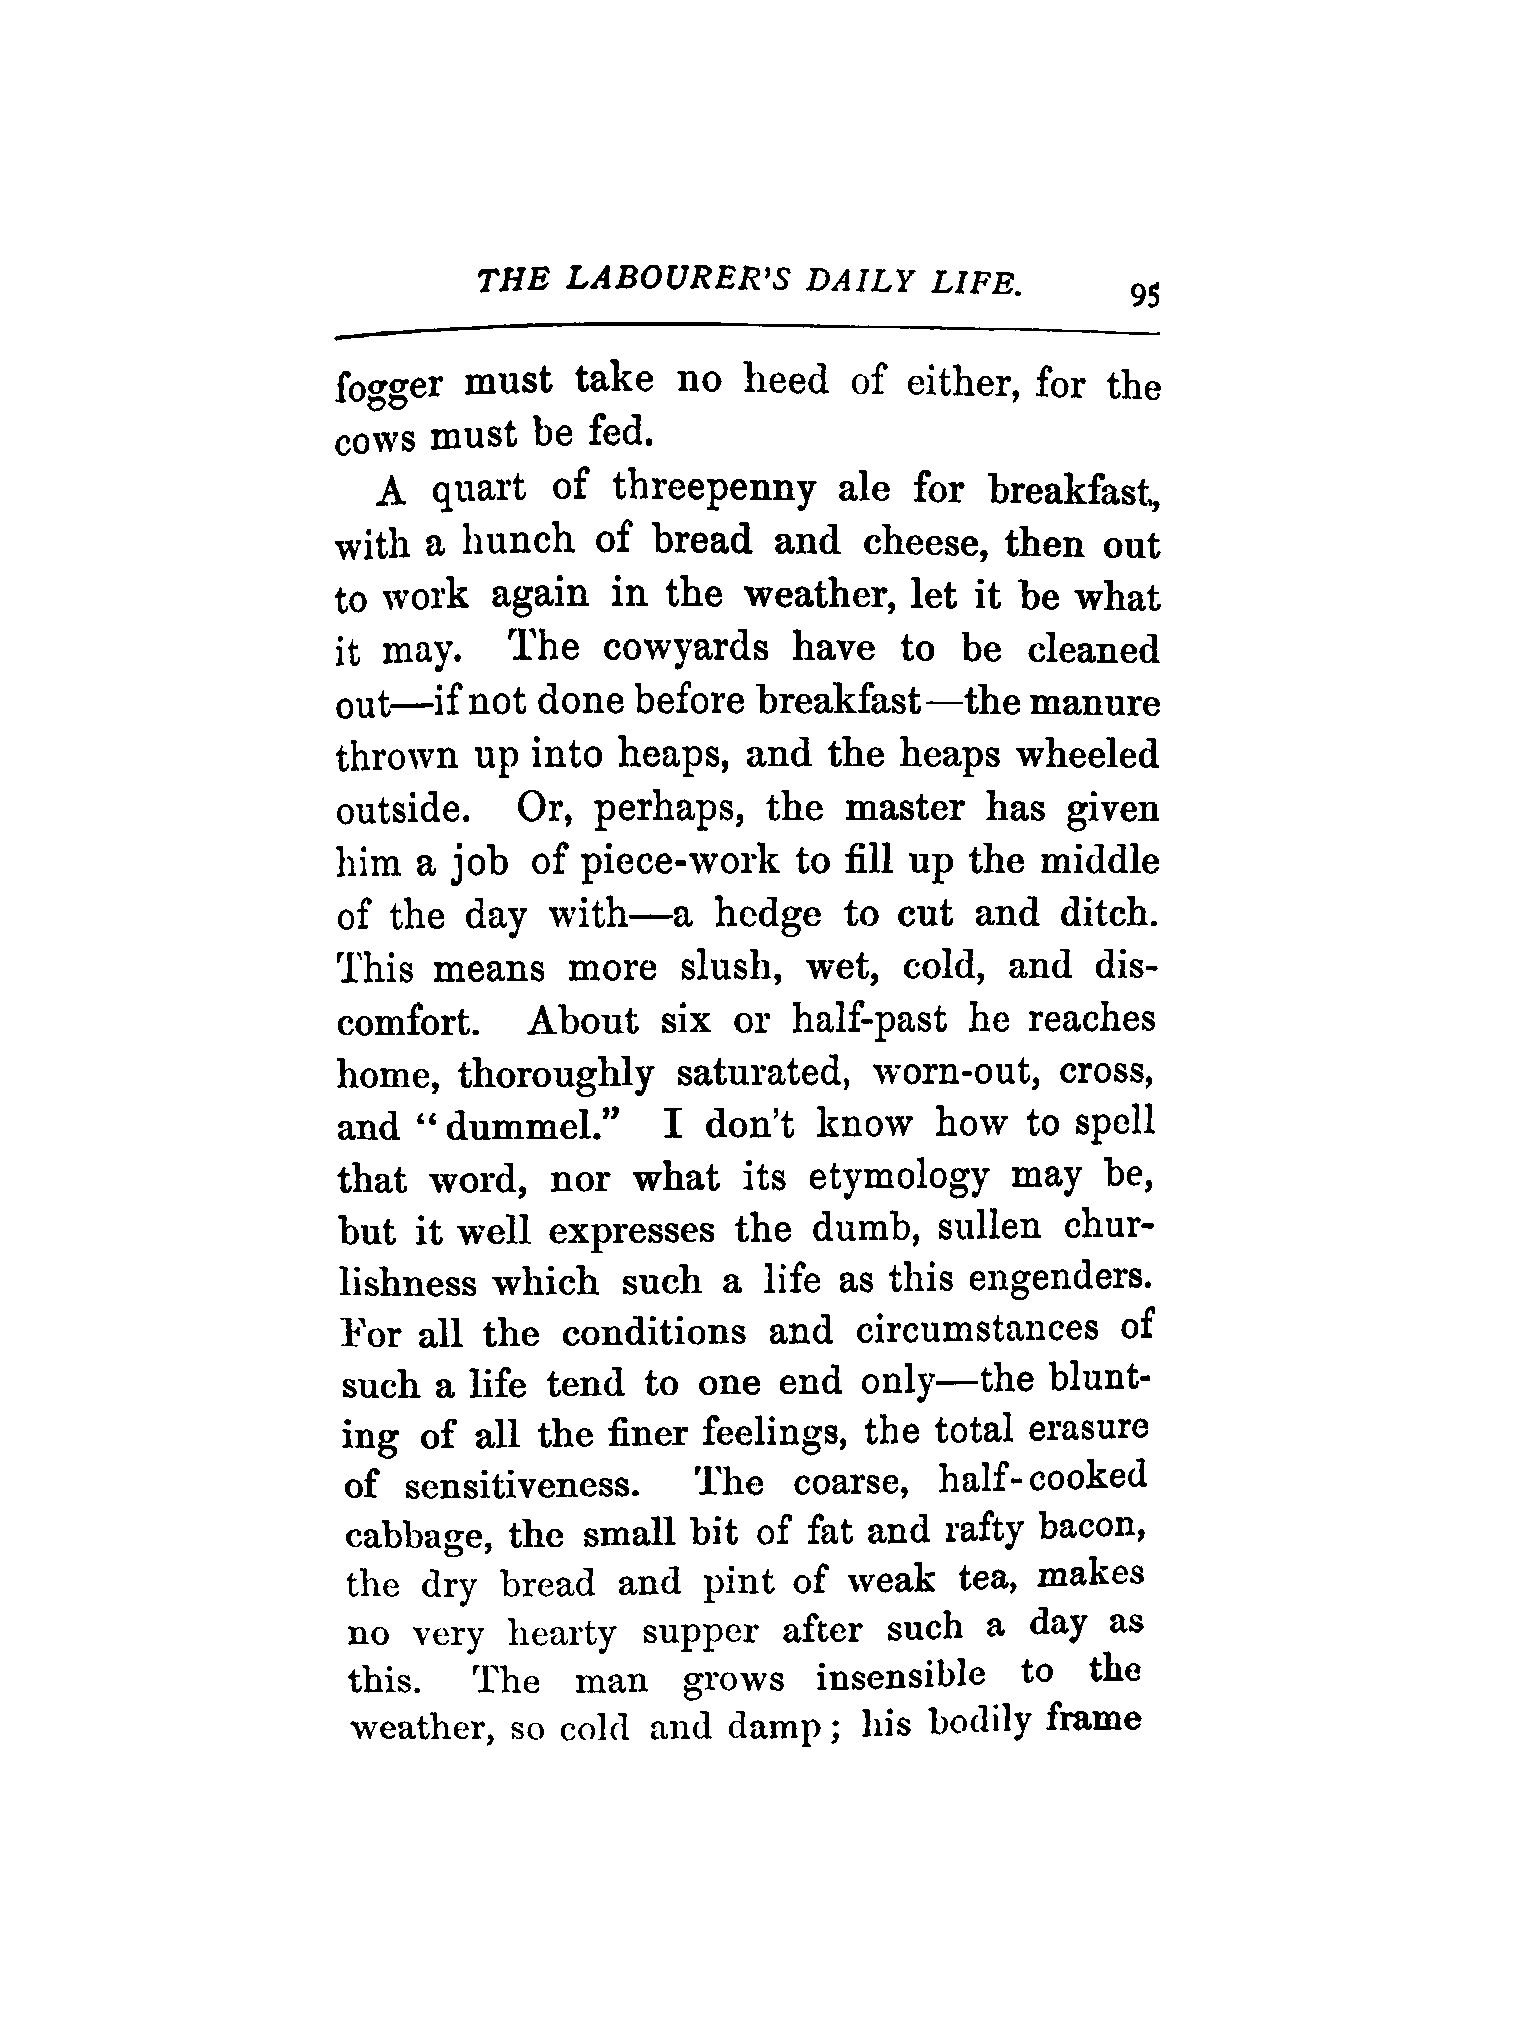 THE LABOURER'S DAILY LIFE. 95
fogger must take no heed of either, for the
cows must be fed.
A quart of threepenny ale for breakfast,
with a hunch of bread and cheese, then out
to work again in the weather, let it be what
it may. The cowyards have to be cleaned
out—if not done before breakfast—the manure
thrown up into heaps, and the heaps wheeled
outside. Or, perhaps, the master has given
him a job of piece-work to fill up the middle
of the day with—a hedge to cut and ditch.
This means more slush, wet, cold, and dis-
comfort. About six or half-past he reaches
home, thoroughly saturated, worn-out, cross,
and "dummel." I don't know how to spell
that word, nor what its etymology may be,
but it well expresses the dumb, sullen chur-
lishness which such a life as this engenders.
For all the conditions and circumstances of
such a life tend to one end only—the blunt-
ing of all the finer feelings, the total erasure
of sensitiveness. The coarse, half-cooked
cabbage, the small bit of fat and rafty bacon,
the dry bread and pint of weak tea, makes
no very hearty supper after such a day as
this. The man grows insensible to the
weather, so cold and damp; his bodily frame